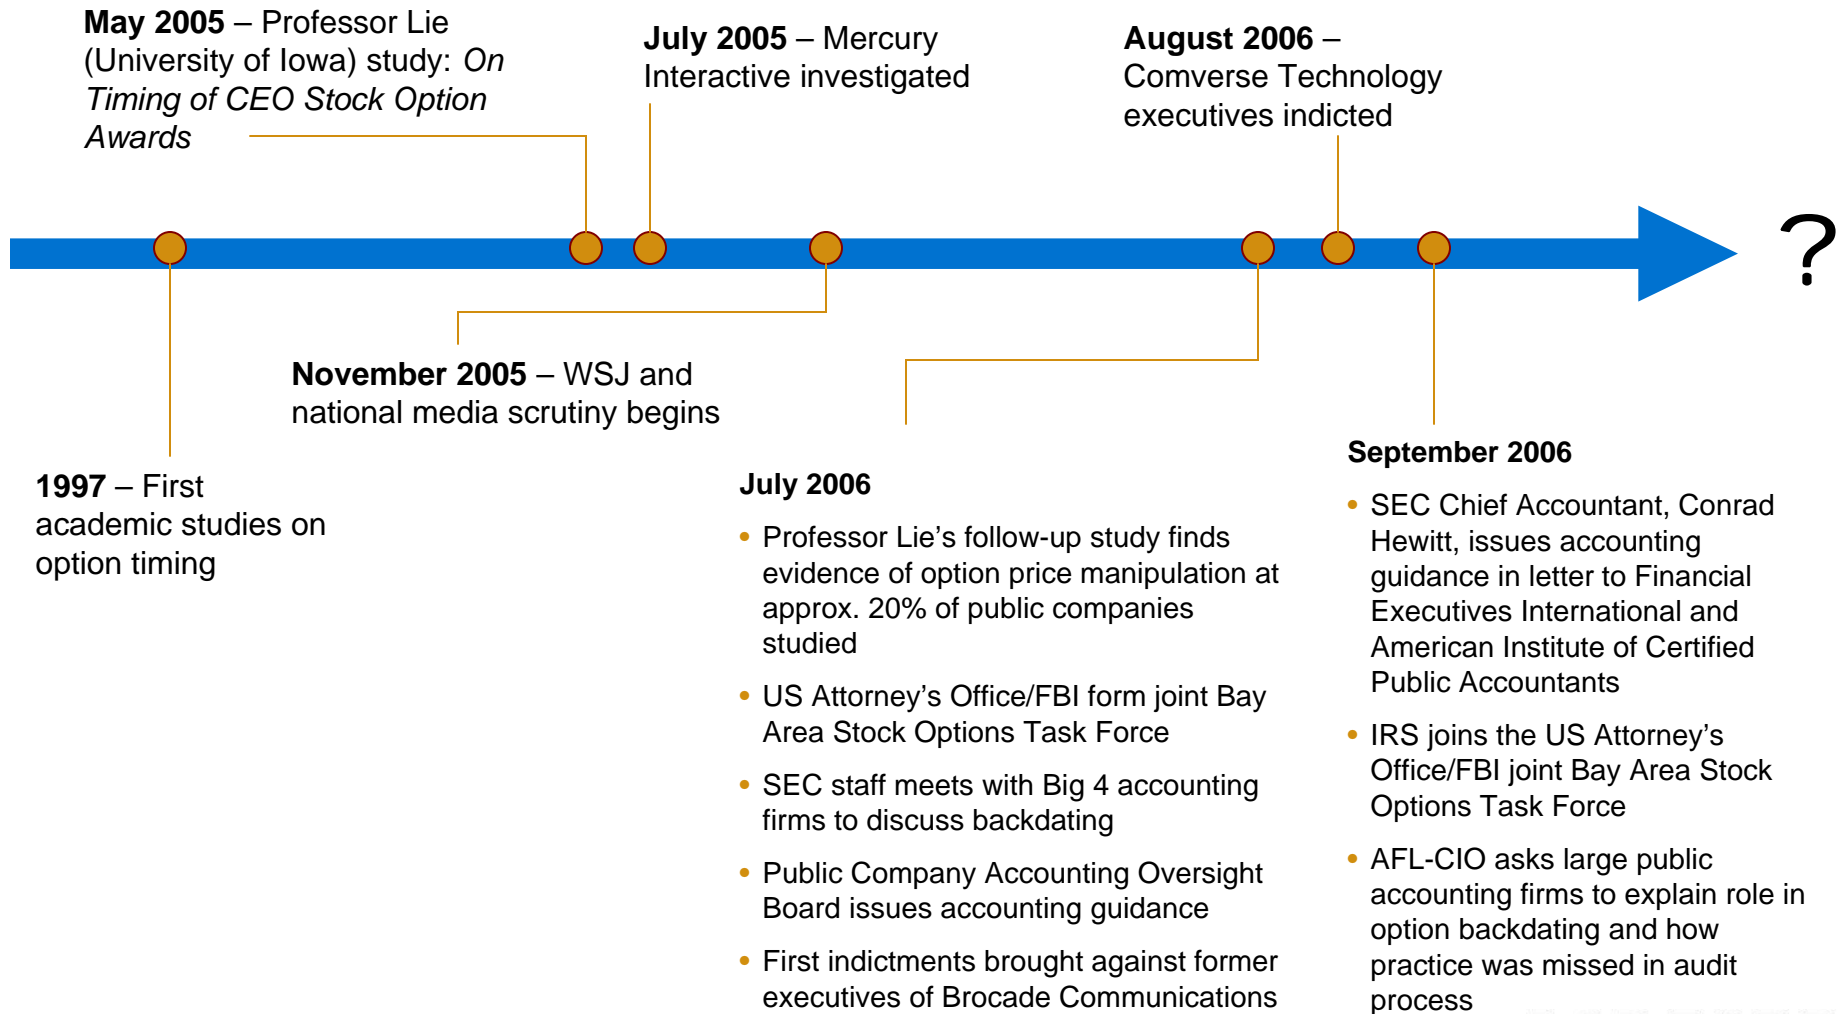 May 2005 – Professor Lie
(University of Iowa) study: On
Timing of CEO Stock Option
Awards
July 2005 – Mercury
Interactive investigated
August 2006 –
Comverse Technology
executives indicted
?
November 2005 – WSJ and
national media scrutiny begins
1997 – First
academic studies on
option timing
July 2006
• Professor Lie’s follow-up study finds
evidence of option price manipulation at
approx. 20% of public companies
studied
• US Attorney’s Office/FBI form joint Bay
Area Stock Options Task Force
• SEC staff meets with Big 4 accounting
firms to discuss backdating
• Public Company Accounting Oversight
Board issues accounting guidance
• First indictments brought against former
executives of Brocade Communications
September 2006
• SEC Chief Accountant, Conrad
Hewitt, issues accounting
guidance in letter to Financial
Executives International and
American Institute of Certified
Public Accountants
• IRS joins the US Attorney’s
Office/FBI joint Bay Area Stock
Options Task Force
• AFL-CIO asks large public
accounting firms to explain role in
option backdating and how
practice was missed in audit
process